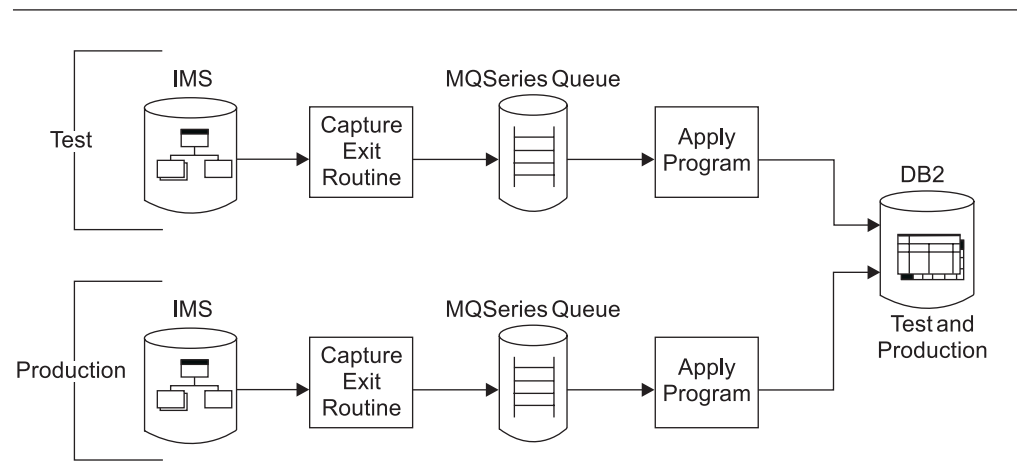 Test
IMS
Capture
Exit
Routine
MQSeries Queue
Apply
Program
DB2
Test and
Production
Production
IMS
Capture
Exit
Routine
MQSeries Queue
Apply
Program